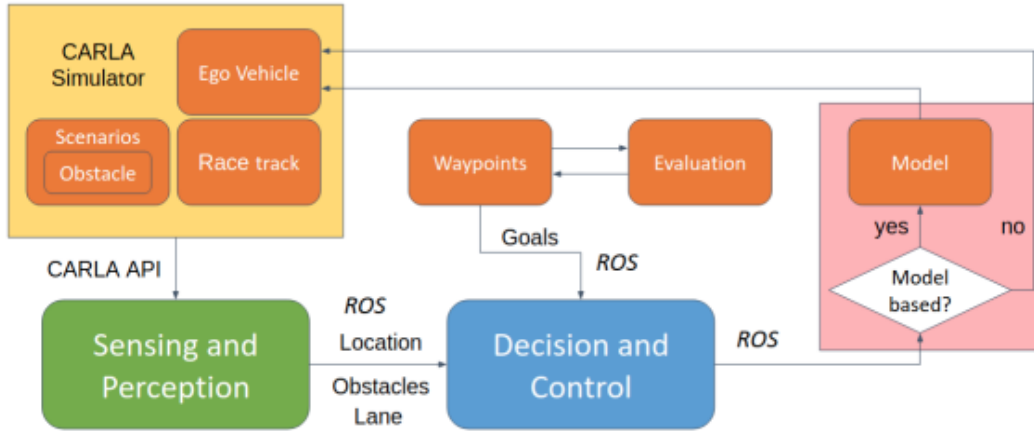 CARLA
Simulator
Ego Vehicle
Scenarios
Obstacle
Race track
Waypoints
Evaluation
Model
yes
no
Goals
ROS
CARLA API
Model
based?
Sensing and
Perception
ROS
Location
Obstacles
Lane
Decision and
Control
ROS